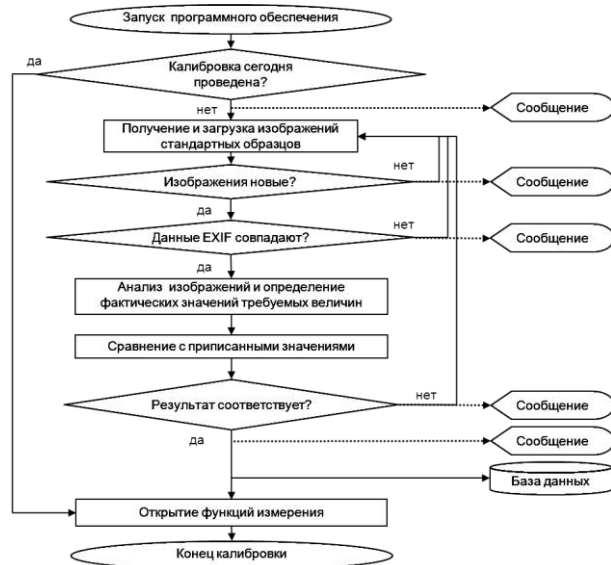 Запуск программного обеспечения
да
Калибровка сегодня
проведена?
нет
Сообщение
Получение и загрузка изображений
стандартных образцов
нет
Изображения новые?
Сообщение
да
нет
Данные EXIF совпадают?
Сообщение
да
Анализ изображений и определение
фактических значений требуемых величин
Сравнение с приписанными значениями
нет
Результат соответствует?
Сообщение
да
Сообщение
База данных
Открытие функций измерения
Конец калибровки